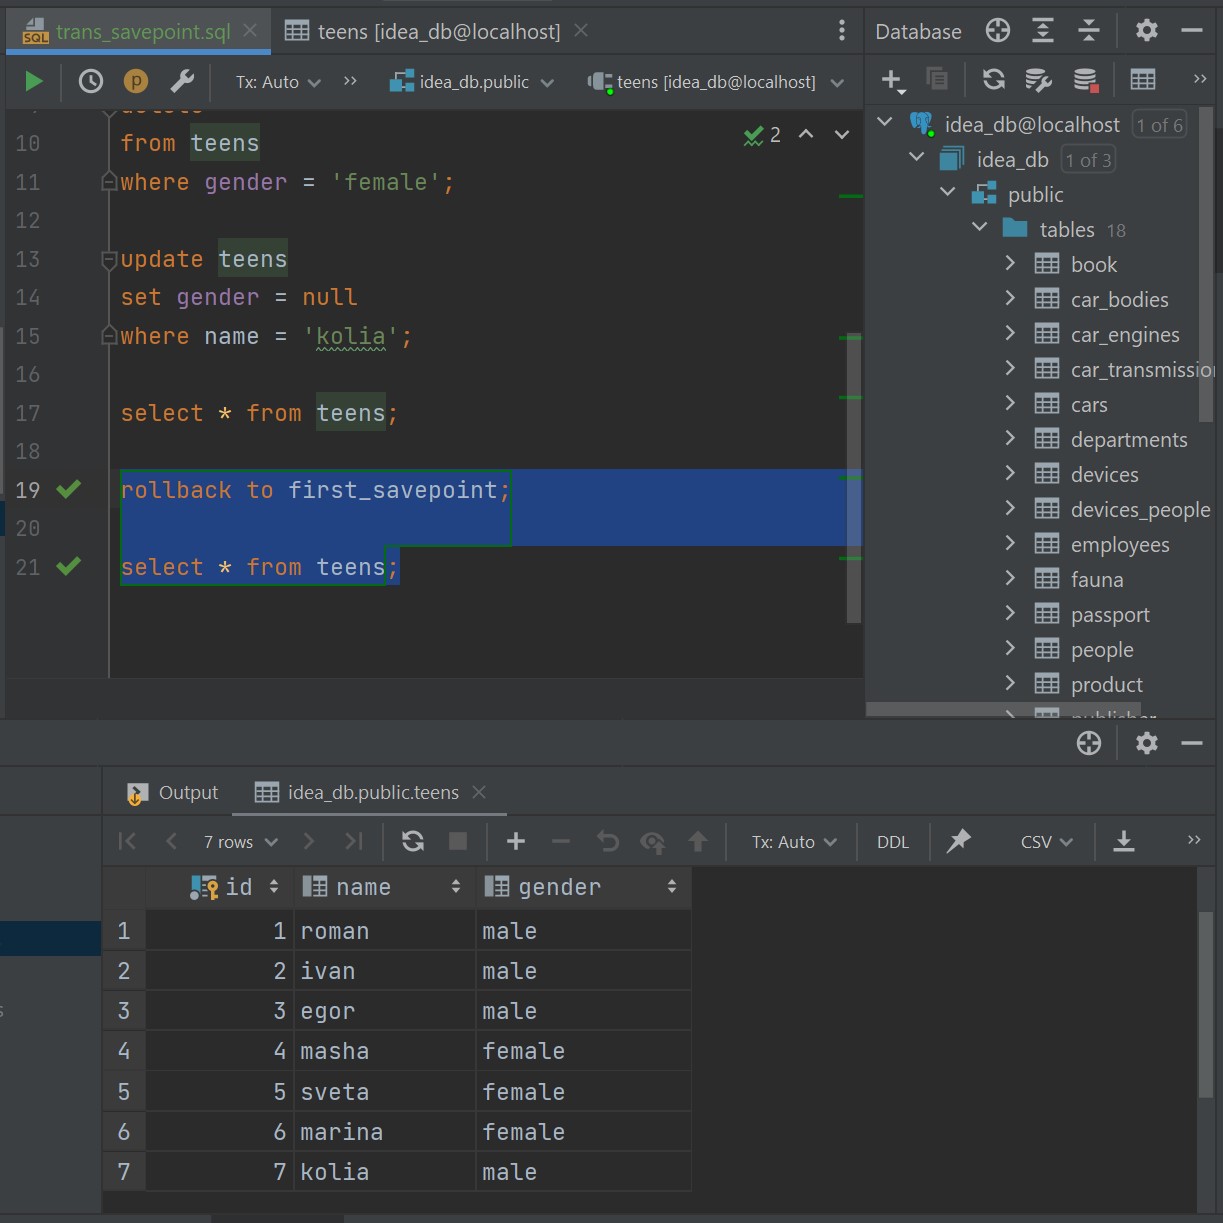 trans_savepoint.sql
teens [idea_db@localhost]
Database
Tx: Auto
idea_db.public
teens [idea_db@localhost]
10 from teens
2
11 where gender = 'female';
12
13 update teens
14 set gender = null
15 where name = 'kolia';
16
17 select * from teens;
18
19 rollback to first_savepoint;
20
21 select * from teens;
idea_db@localhost 1 of 6
idea_db 1 of 3
public
tables 18
book
car_bodies
car_engines
car_transmissio
cars
departments
devices
devices_people
employees
fauna
passport
people
product
Output
idea_db.public.teens
7 rows
Tx: Auto
DDL
CSV
id name gender
1 1 roman male
2 2 ivan male
3 3 egor male
4 4 masha female
5 5 sveta female
6 6 marina female
7 7 kolia male